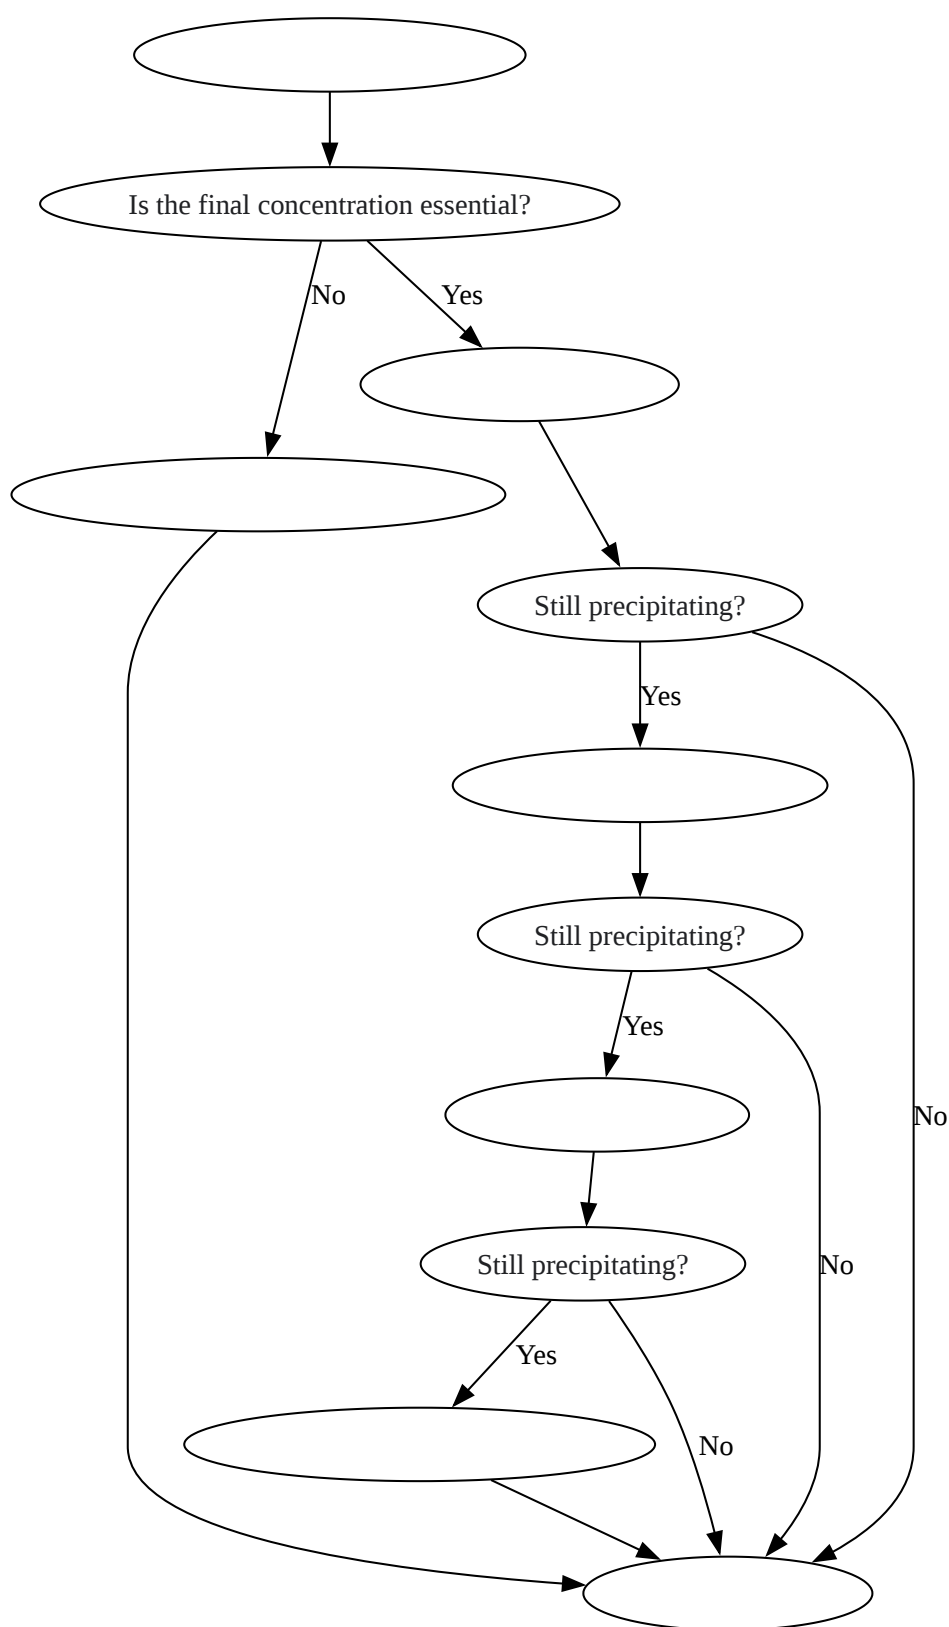 Is the final concentration essential?
No
Yes
Still precipitating?
Yes
Still precipitating?
Yes
No
Still precipitating?
No
Yes
No